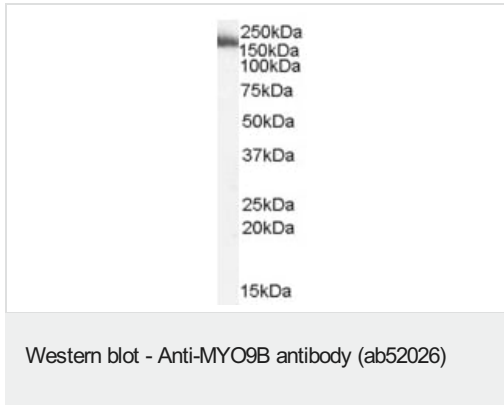 250kDa
150kDa
100kDa
75kDa
50kDa
37kDa
25kDa
20kDa
15kDa
Western blot - Anti-MYO9B antibody (ab52026)